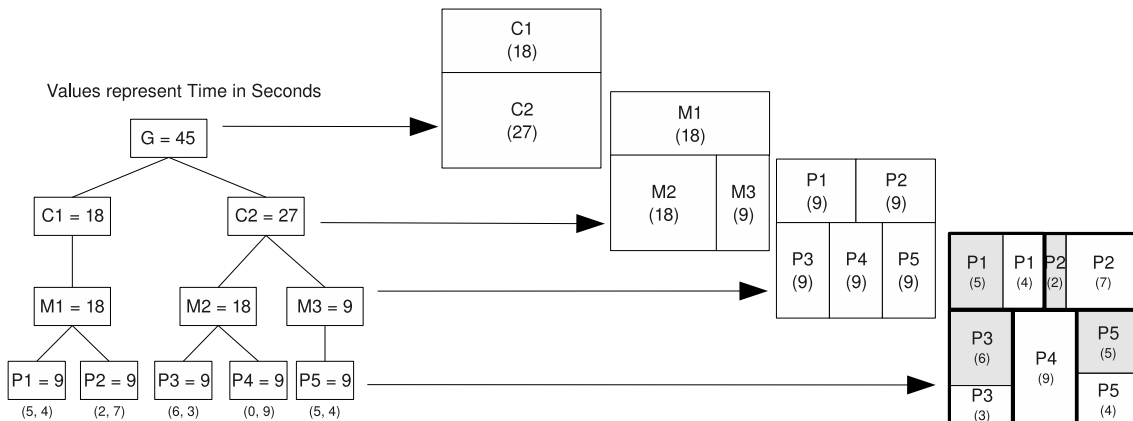 Values represent Time in Seconds
G = 45
C1 = 18
C2 = 27
M1 = 18
M2 = 18
M3 = 9
P1 = 9
P2 = 9
P3 = 9
P4 = 9
P5 = 9
(5, 4)
(2, 7)
(6, 3)
(0, 9)
(5, 4)
C1
(18)
C2
(27)
M1
(18)
M2
(18)
M3
(9)
P1
(9)
P2
(9)
P3
(9)
P4
(9)
P5
(9)
P1
(5)
P1
(4)
P2
(2)
P2
(7)
P3
(6)
P4
(9)
P5
(5)
P3
(3)
P5
(4)